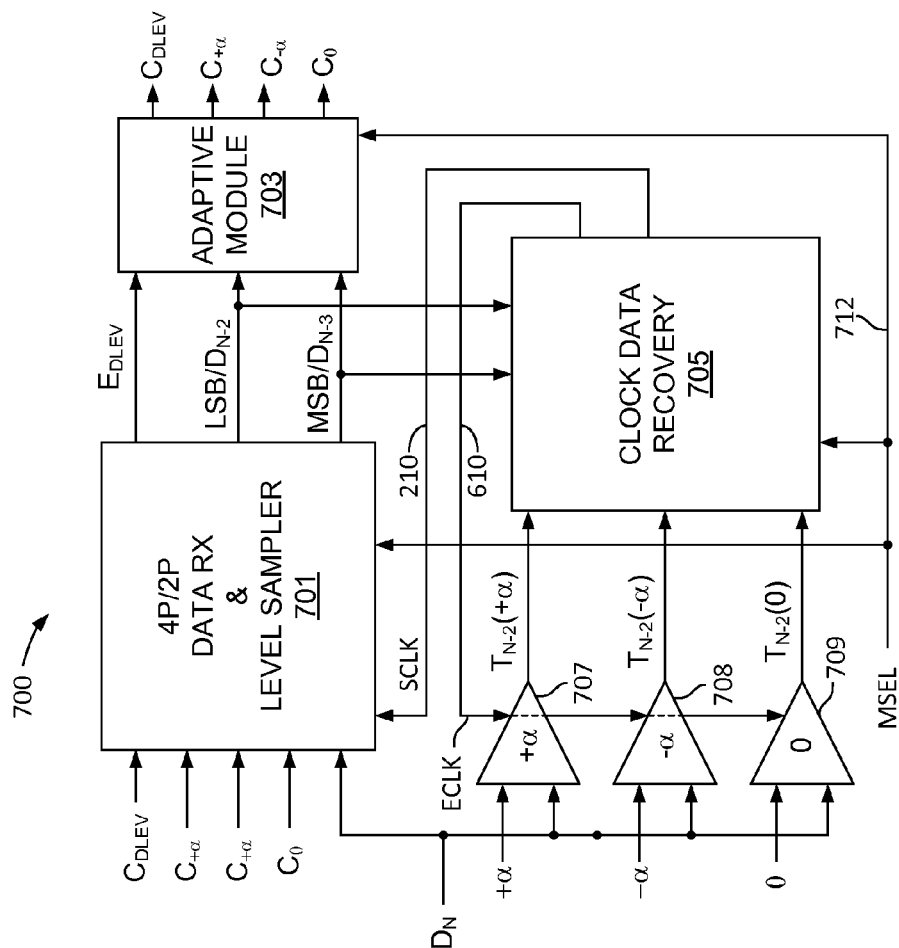 700
C_DLEV
C_+α
C_+α
C_0
D_N
4P/2P
DATA RX
&
LEVEL SAMPLER
701
E_DLEV
LSB/D_N-2
MSB/D_N-3
ADAPTIVE
MODULE
703
C_DLEV
C_+α
C_-α
C_0
SCLK
210
610
ECLK
+α
+α
707
T_N-2(+α)
−α
-α
708
T_N-2(-α)
0
0
709
T_N-2(0)
CLOCK DATA
RECOVERY
705
712
MSEL